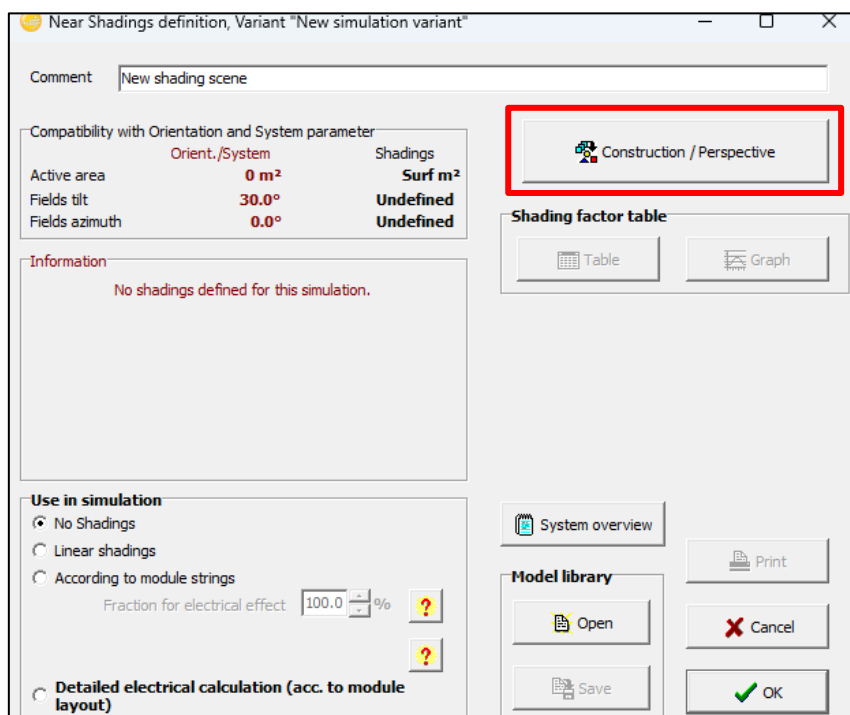 Near Shadings definition, Variant "New simulation variant"
Comment New shading scene
Compatibility with Orientation and System parameter
Orient./System Shadings
Active area 0 m² Surf m²
Fields tilt 30.0° Undefined
Fields azimuth 0.0° Undefined
Construction / Perspective
Shading factor table
Table Graph
Information
No shadings defined for this simulation.
Use in simulation
No Shadings
Linear shadings
According to module strings
Fraction for electrical effect 100.0 % ?
?
Detailed electrical calculation (acc. to module
layout)
System overview
Model library
Open
Save
Print
Cancel
OK